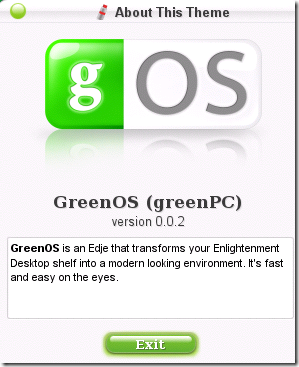 About This Theme
gOS
GreenOS (greenPC)
version 0.0.2
GreenOS is an Edje that transforms your Enlightenment
Desktop shelf into a modern looking environment. It's fast
and easy on the eyes.
Exit